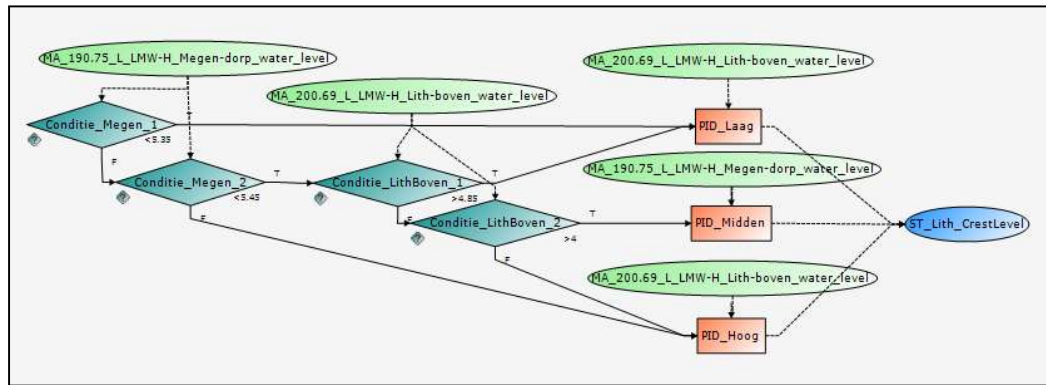 MA_190.75_L_LMW-H_Megen-dorp_water_level
MA_200.69_L_LMW-H_Lith-boven_water_level
MA_200.69_L_LMW-H_Lith-boven_water_level
Conditie_Megen_1
<5.35
PID_Laag
F
Conditie_Megen_2
<5.45
T
Conditie_LithBoven_1
>4.85
T
MA_190.75_L_LMW-H_Megen-dorp_water_level
F
F
Conditie_LithBoven_2
>4
T
PID_Midden
ST_Lith_CrestLevel
F
MA_200.69_L_LMW-H_Lith-boven_water_level
PID_Hoog